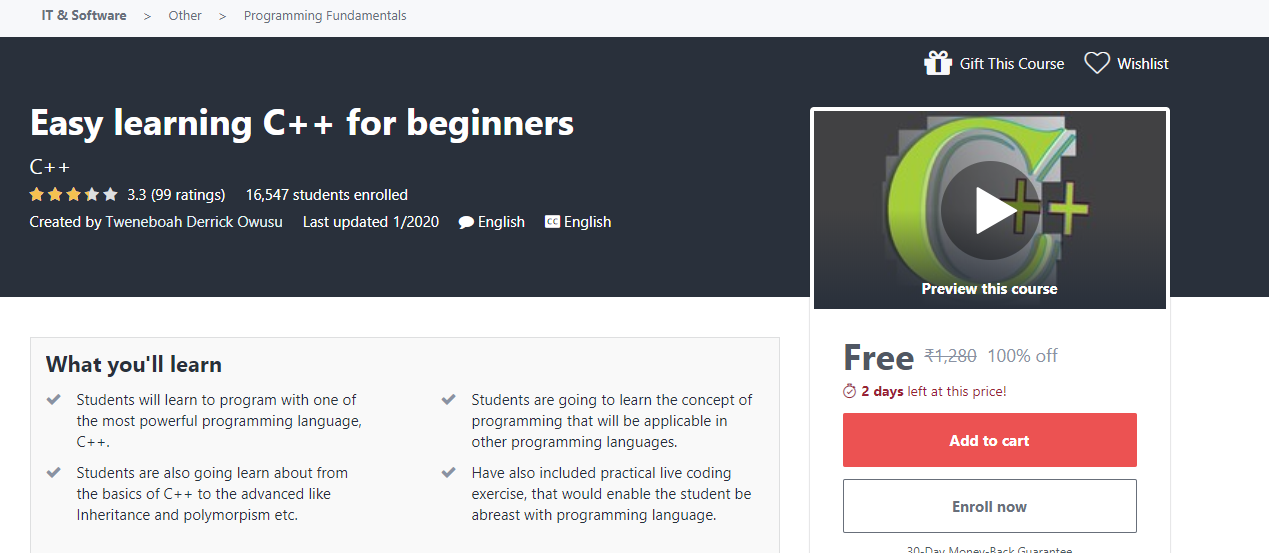 IT & Software > Other > Programming Fundamentals
Gift This Course Wishlist
Easy learning C++ for beginners
C++
3.3 (99 ratings) 16,547 students enrolled
Created by Tweneboah Derrick Owusu Last updated 1/2020 English CC English
C++
Preview this course
What you'll learn
Students will learn to program with one of
the most powerful programming language,
C++.
Students are also going learn about from
the basics of C++ to the advanced like
Inheritance and polymorpism etc.
Students are going to learn the concept of
programming that will be applicable in
other programming languages.
Have also included practical live coding
exercise, that would enable the student be
abreast with programming language.
Free ₹1,280 100% off
2 days left at this price!
Add to cart
Enroll now
30-Day Money-Back Guarantee